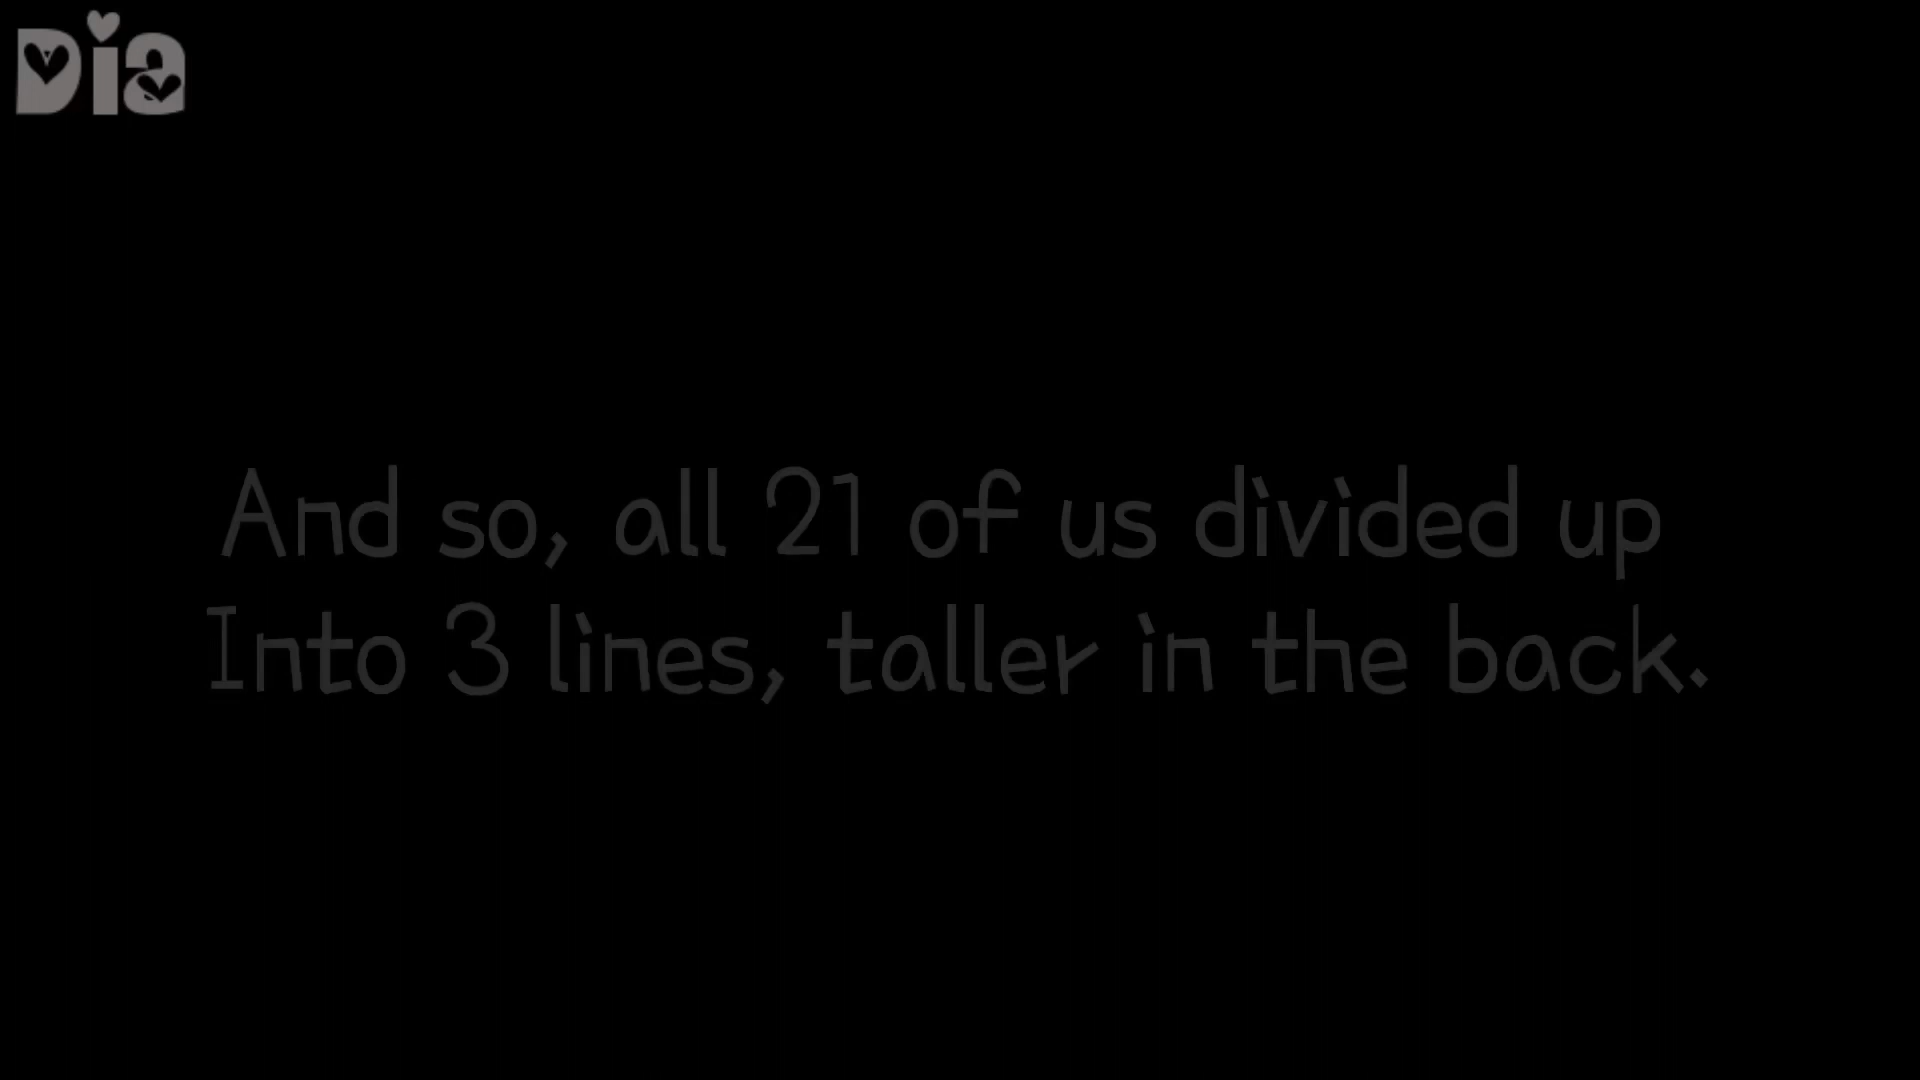 Dia
And so, all 21 of us divided up
Into 3 lines, taller in the back.